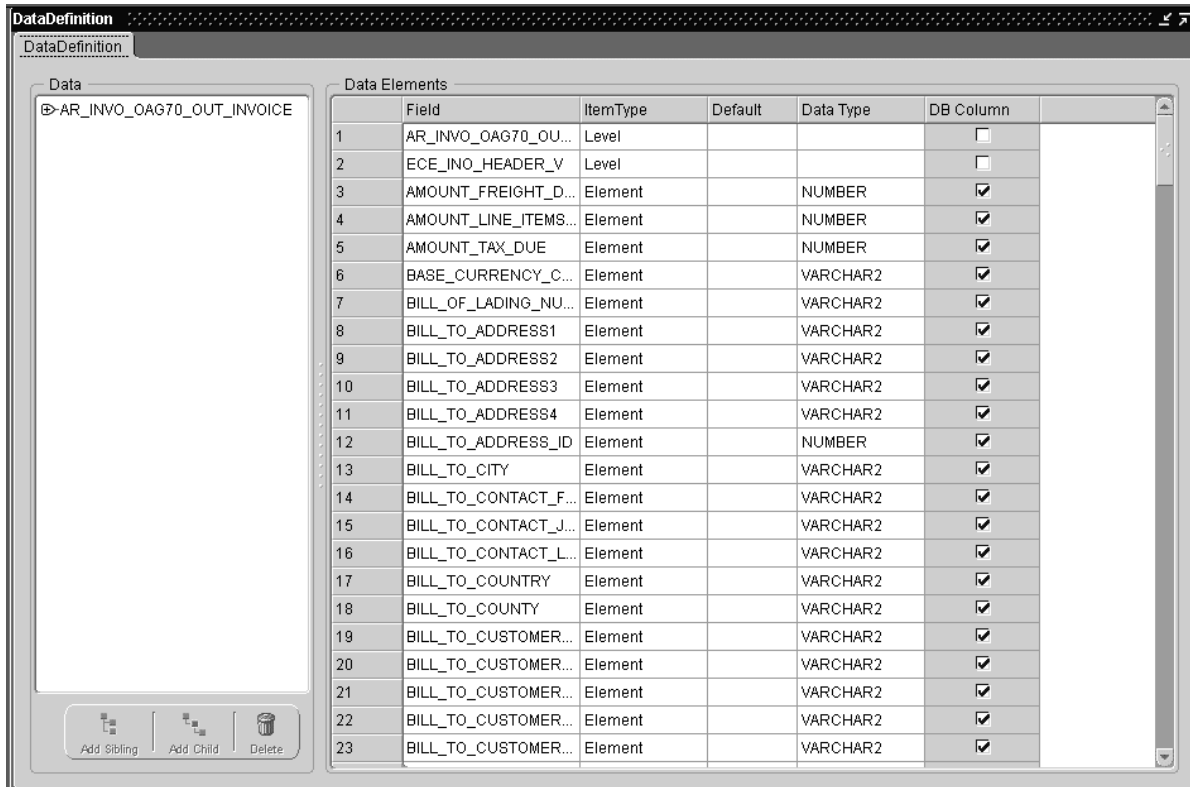 DataDefinition
DataDefinition
Data
AR_INVO_OAG70_OUT_INVOICE
Add Sibling Add Child Delete
Data Elements
Field ItemType Default Data Type DB Column
1 AR_INVO_OAG70_OU... Level
2 ECE_INO_HEADER_V Level
3 AMOUNT_FREIGHT_D... Element NUMBER
4 AMOUNT_LINE_ITEMS... Element NUMBER
5 AMOUNT_TAX_DUE Element NUMBER
6 BASE_CURRENCY_C... Element VARCHAR2
7 BILL_OF_LADING_NU... Element VARCHAR2
8 BILL_TO_ADDRESS1 Element VARCHAR2
9 BILL_TO_ADDRESS2 Element VARCHAR2
10 BILL_TO_ADDRESS3 Element VARCHAR2
11 BILL_TO_ADDRESS4 Element VARCHAR2
12 BILL_TO_ADDRESS_ID Element NUMBER
13 BILL_TO_CITY Element VARCHAR2
14 BILL_TO_CONTACT_F... Element VARCHAR2
15 BILL_TO_CONTACT_J... Element VARCHAR2
16 BILL_TO_CONTACT_L... Element VARCHAR2
17 BILL_TO_COUNTRY Element VARCHAR2
18 BILL_TO_COUNTY Element VARCHAR2
19 BILL_TO_CUSTOMER... Element VARCHAR2
20 BILL_TO_CUSTOMER... Element VARCHAR2
21 BILL_TO_CUSTOMER... Element VARCHAR2
22 BILL_TO_CUSTOMER... Element VARCHAR2
23 BILL_TO_CUSTOMER... Element VARCHAR2